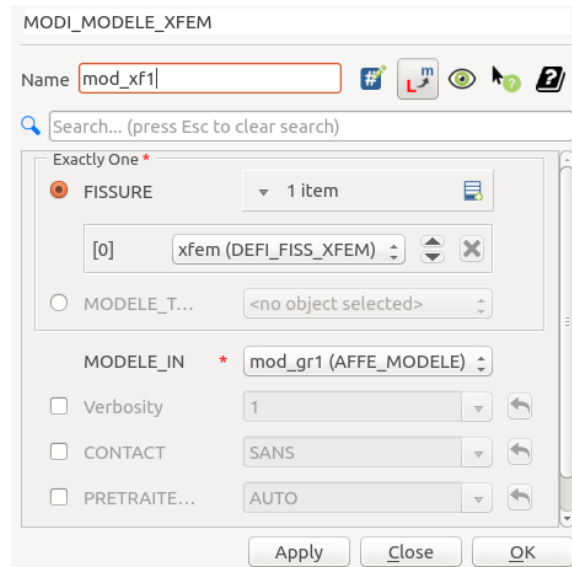 MODI_MODELE_XFEM
Name mod_xf1 # L m ? ?
Search... (press Esc to clear search)
Exactly One *
FISSURE 1 item
[0] xfem (DEFI_FISS_XFEM)
MODELE_T... <no object selected>
MODELE_IN * mod_gr1 (AFFE_MODELE)
Verbosity 1
CONTACT SANS
PRETRAITE... AUTO
Apply Close OK